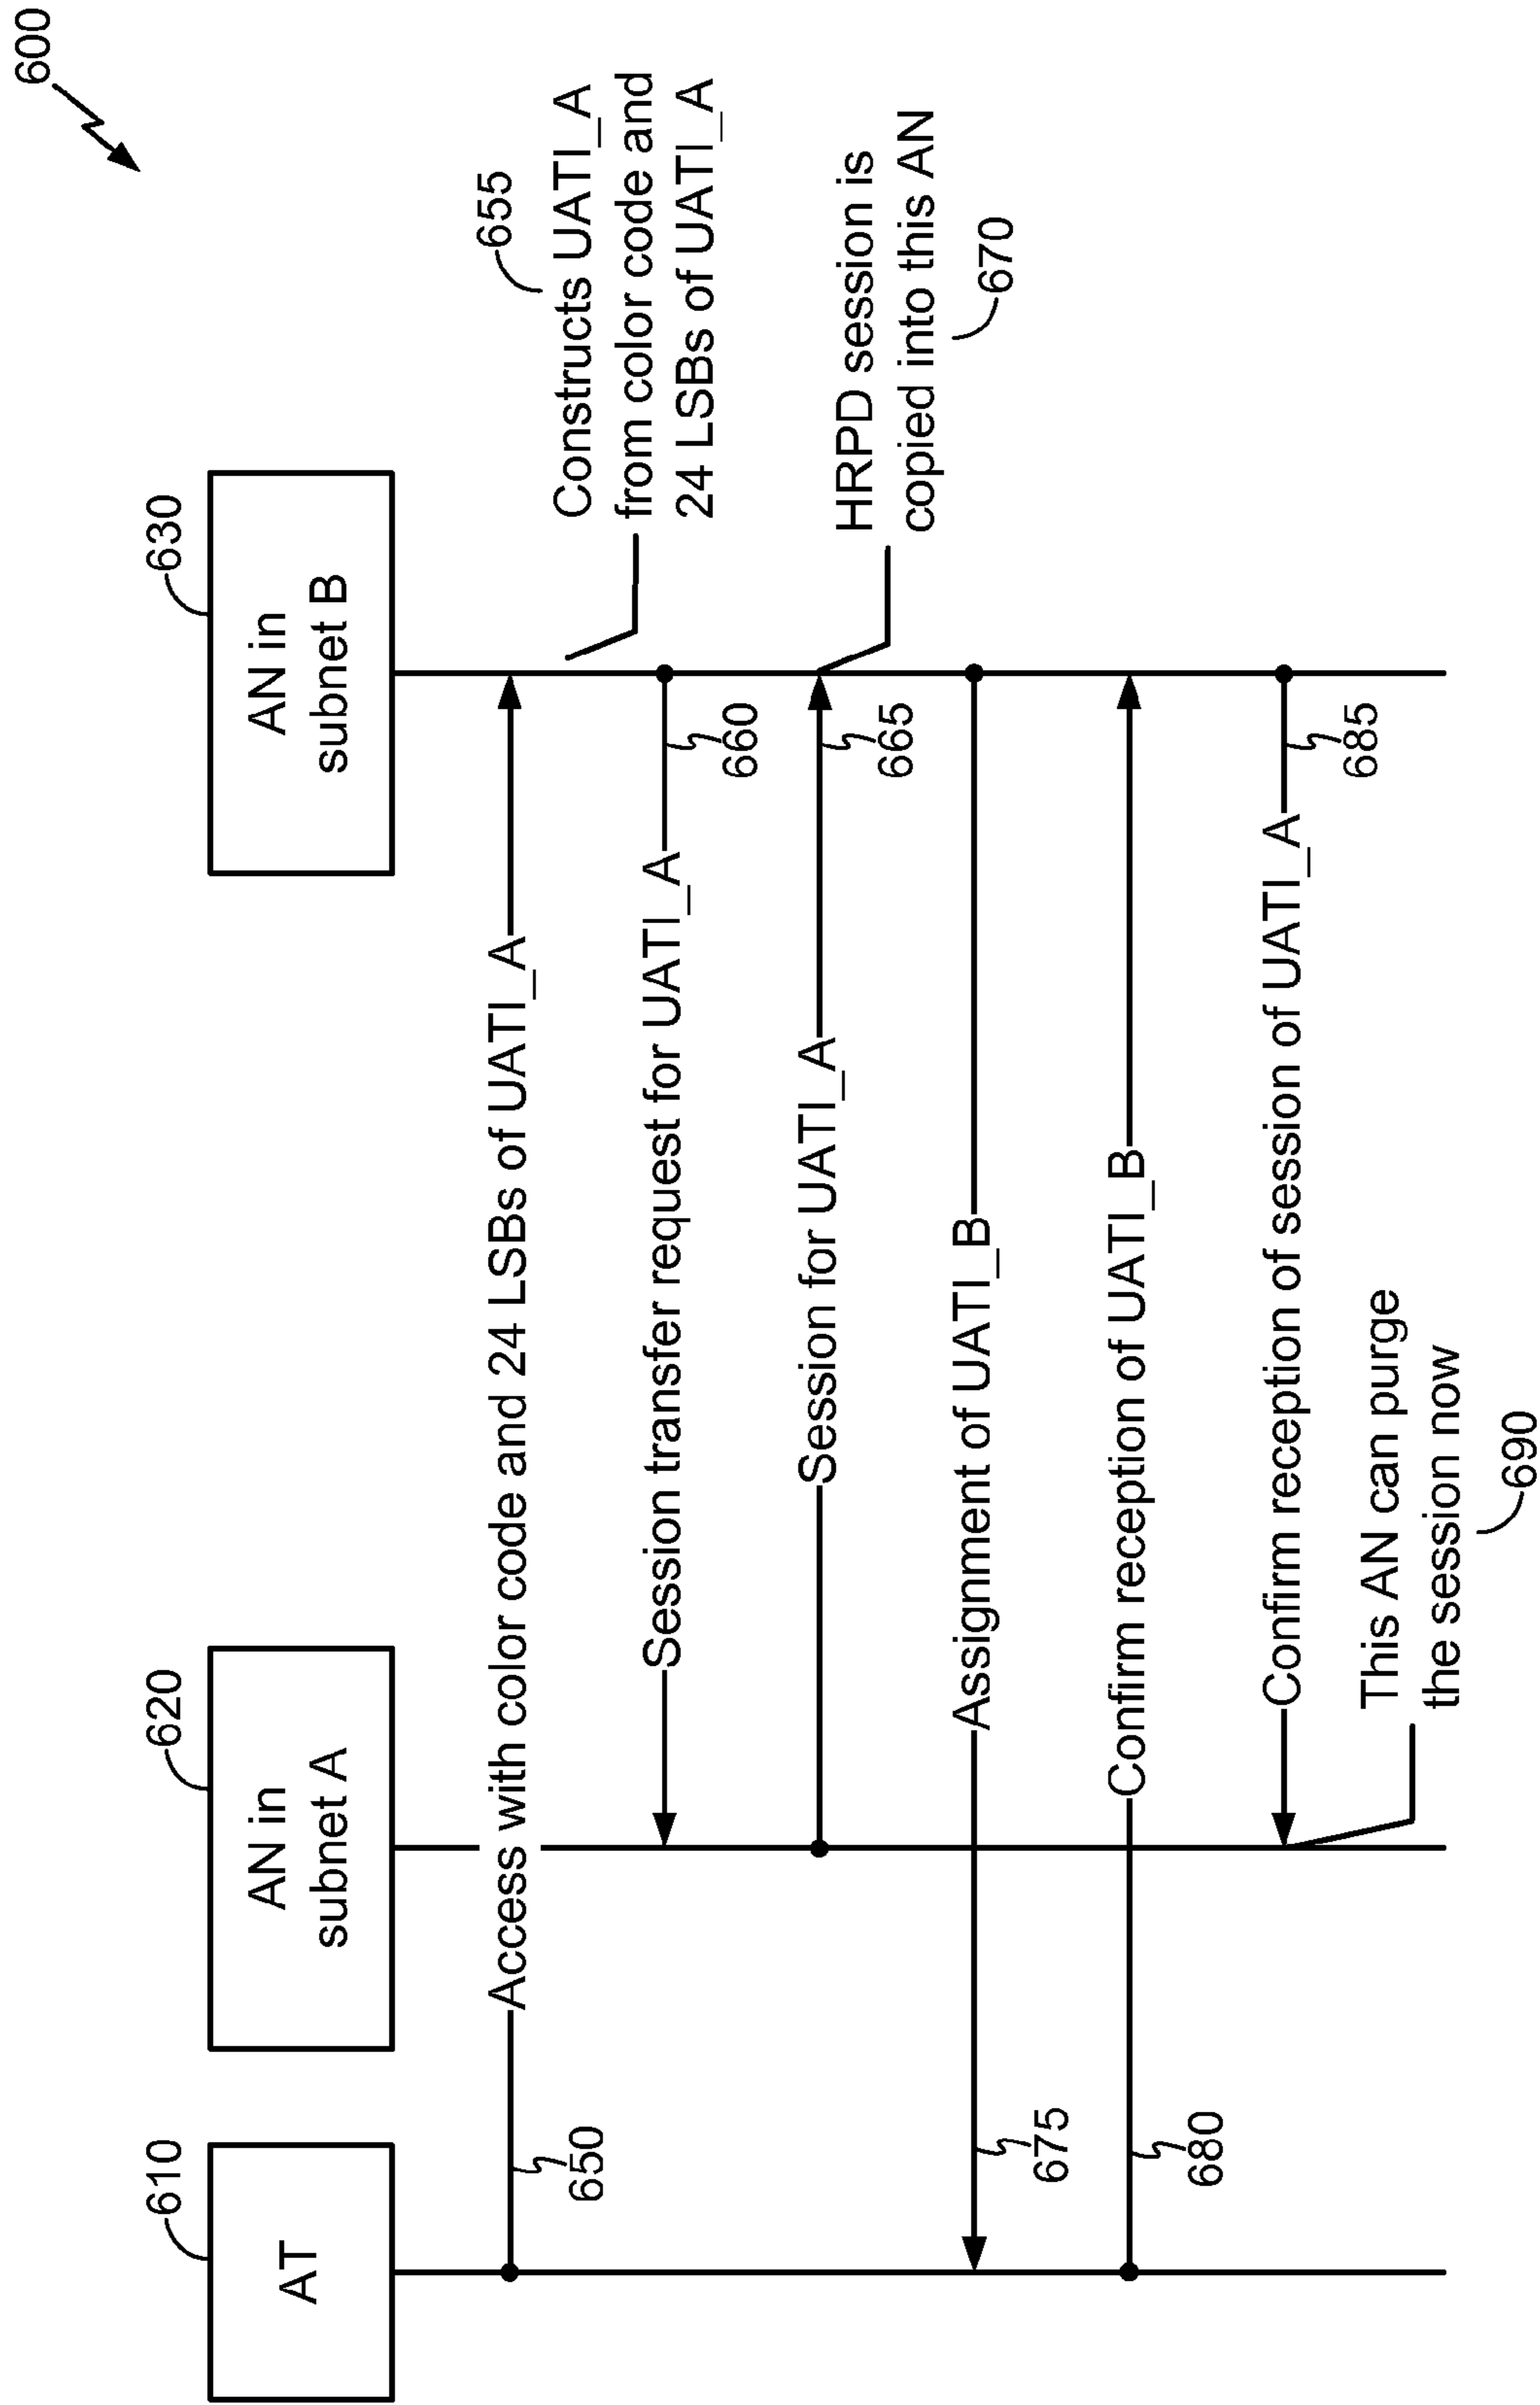 600
610
AT
620
AN in
subnet A
630
AN in
subnet B
Access with color code and 24 LSBs of UATI_A
650
655
Constructs UATI_A
from color code and
24 LSBs of UATI_A
Session transfer request for UATI_A
660
Session for UATI_A
665
HRPD session is
copied into this AN
670
Assignment of UATI_B
675
Confirm reception of UATI_B
680
Confirm reception of session of UATI_A
685
This AN can purge
the session now
690